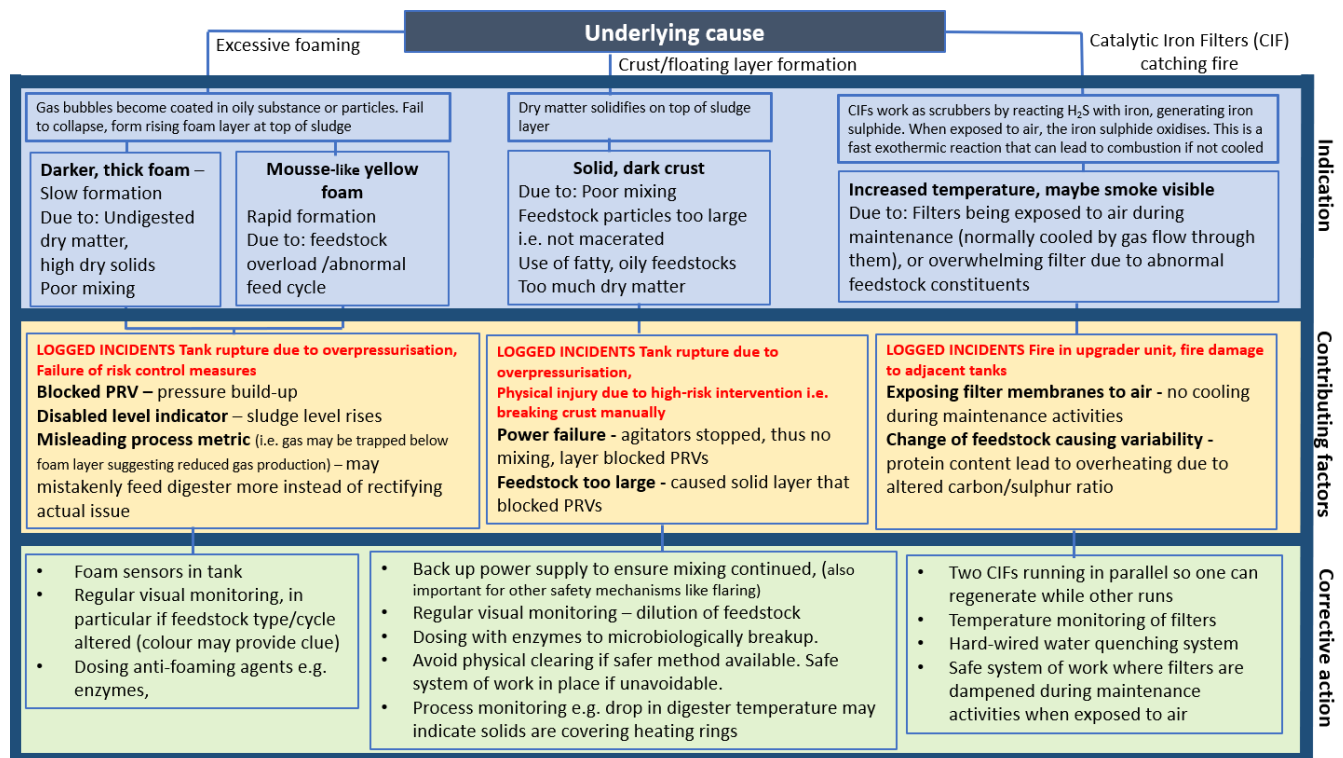 Underlying cause
Excessive foaming
Crust/floating layer formation
Catalytic Iron Filters (CIF)
catching fire
Gas bubbles become coated in oily substance or particles. Fail
to collapse, form rising foam layer at top of sludge
Darker, thick foam –
Slow formation
Due to: Undigested
dry matter,
high dry solids
Poor mixing
Mousse-like yellow
foam
Rapid formation
Due to: feedstock
overload /abnormal
feed cycle
Dry matter solidifies on top of sludge
layer
Solid, dark crust
Due to: Poor mixing
Feedstock particles too large
i.e. not macerated
Use of fatty, oily feedstocks
Too much dry matter
CIFs work as scrubbers by reacting H₂S with iron, generating iron
sulphide. When exposed to air, the iron sulphide oxidises. This is a
fast exothermic reaction that can lead to combustion if not cooled
Increased temperature, maybe smoke visible
Due to: Filters being exposed to air during
maintenance (normally cooled by gas flow through
them), or overwhelming filter due to abnormal
feedstock constituents
Indication
LOGGED INCIDENTS Tank rupture due to overpressurisation,
Failure of risk control measures
Blocked PRV – pressure build-up
Disabled level indicator – sludge level rises
Misleading process metric (i.e. gas may be trapped below
foam layer suggesting reduced gas production) – may
mistakenly feed digester more instead of rectifying
actual issue
LOGGED INCIDENTS Tank rupture due to
overpressurisation,
Physical injury due to high-risk intervention i.e.
breaking crust manually
Power failure - agitators stopped, thus no
mixing, layer blocked PRVs
Feedstock too large - caused solid layer that
blocked PRVs
LOGGED INCIDENTS Fire in upgrader unit, fire damage
to adjacent tanks
Exposing filter membranes to air - no cooling
during maintenance activities
Change of feedstock causing variability -
protein content lead to overheating due to
altered carbon/sulphur ratio
Contributing factors
• Foam sensors in tank
• Regular visual monitoring, in
particular if feedstock type/cycle
altered (colour may provide clue)
• Dosing anti-foaming agents e.g.
enzymes,
• Back up power supply to ensure mixing continued, (also
important for other safety mechanisms like flaring)
• Regular visual monitoring – dilution of feedstock
• Dosing with enzymes to microbiologically breakup.
• Avoid physical clearing if safer method available. Safe
system of work in place if unavoidable.
• Process monitoring e.g. drop in digester temperature may
indicate solids are covering heating rings
• Two CIFs running in parallel so one can
regenerate while other runs
• Temperature monitoring of filters
• Hard-wired water quenching system
• Safe system of work where filters are
dampened during maintenance
activities when exposed to air
Corrective action